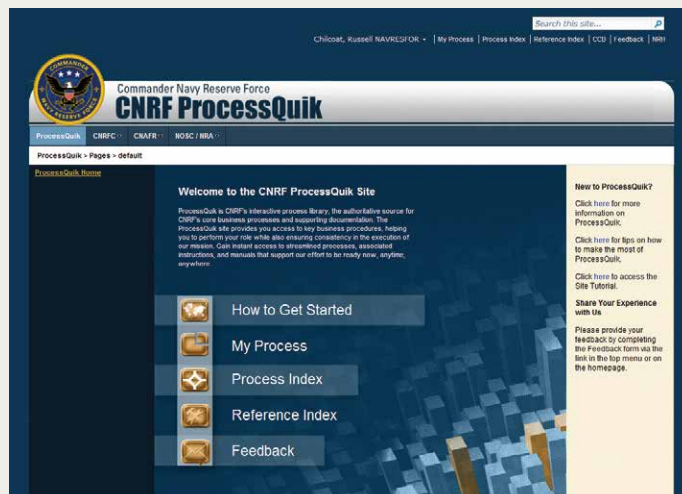 Search this site...
Chilcoat, Russell NAVRESFOR | My Process | Process Index | Reference Index | CCD | Feedback | NRH
Commander Navy Reserve Force
CNRF ProcessQuik
ProcessQuik CNRFC CNAFR NOSC / NRA
ProcessQuik > Pages > default
ProcessQuik Home
Welcome to the CNRF ProcessQuik Site
ProcessQuik is CNRF's interactive process library, the authoritative source for
CNRF's core business processes and supporting documentation. The
ProcessQuik site provides you access to key business procedures, helping
you to perform your role while also ensuring consistency in the execution of
our mission. Gain instant access to streamlined processes, associated
instructions, and manuals that support our effort to be ready now, anytime,
anywhere.
How to Get Started
My Process
Process Index
Reference Index
Feedback
New to ProcessQuik?
Click here for more
information on
ProcessQuik.
Click here for tips on how
to make the most of
ProcessQuik.
Click here to access the
Site Tutorial.
Share Your Experience
with Us
Please provide your
feedback by completing
the Feedback form via the
link in the top menu or on
the homepage.
COMMANDER
NAVY RESERVE FORCE